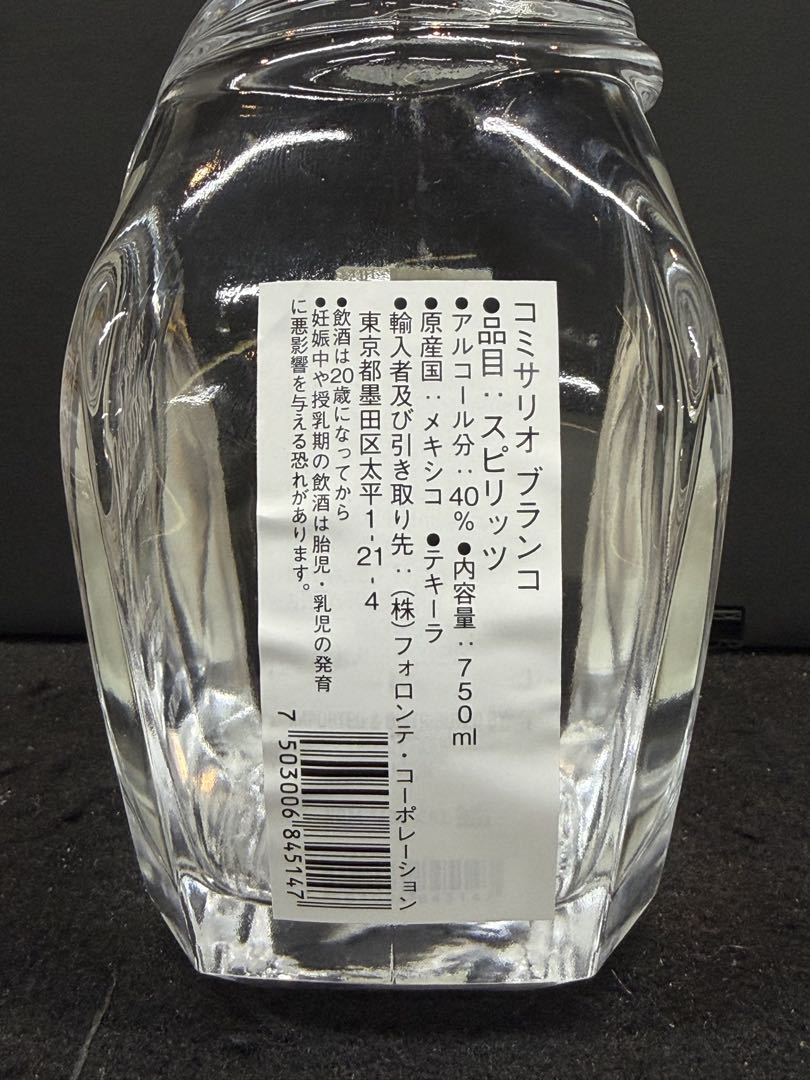 コミサリオ ブランコ
●品目：スピリッツ
●アルコール分：40% ●内容量：750ml
●原産国：メキシコ ●テキーラ
●輸入者及び引き取り先：(株)フォロンテ・コーポレーション
東京都墨田区太平1-21-4
●飲酒は20歳になってから
●妊娠中や授乳期の飲酒は胎児・乳児の発育
に悪影響を与える恐れがあります。
7 503006 845147